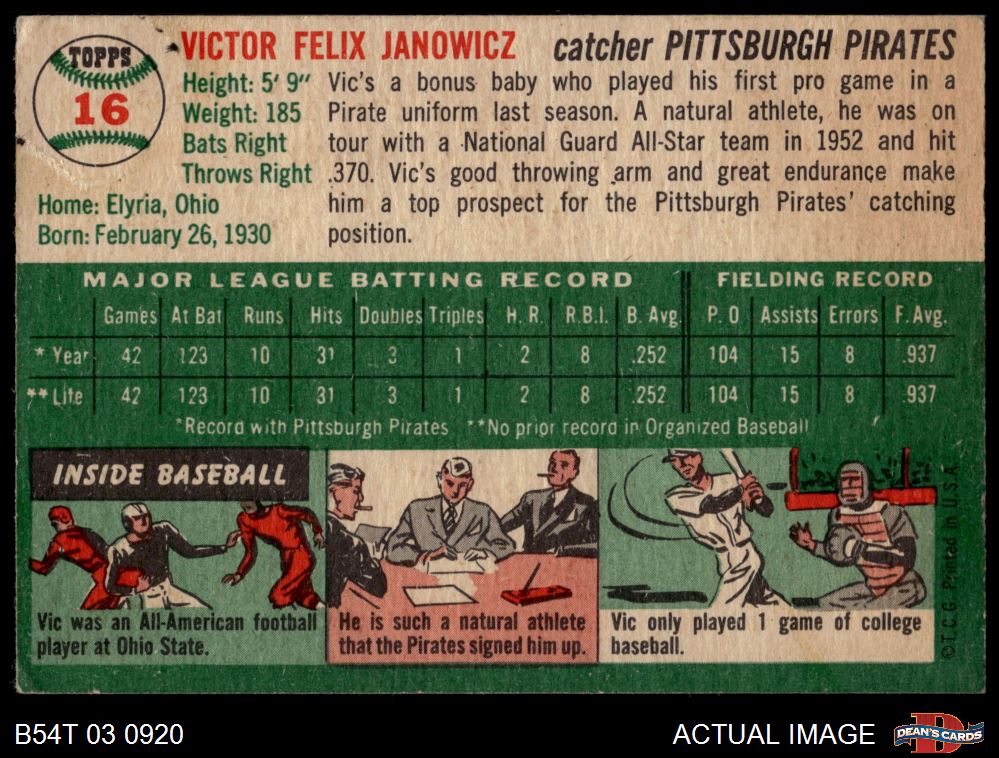 TOPPS
16
VICTOR FELIX JANOWICZ catcher PITTSBURGH PIRATES
Height: 5' 9"
Weight: 185
Bats Right
Throws Right
Home: Elyria, Ohio
Born: February 26, 1930
Vic's a bonus baby who played his first pro game in a
Pirate uniform last season. A natural athlete, he was on
tour with a National Guard All-Star team in 1952 and hit
.370. Vic's good throwing arm and great endurance make
him a top prospect for the Pittsburgh Pirates' catching
position.
MAJOR LEAGUE BATTING RECORD FIELDING RECORD
Games At Bat Runs Hits Doubles Triples H. R. R.B.I. B. Avg. P. O Assists Errors F. Avg.
* Year 42 123 10 31 3 1 2 8 .252 104 15 8 .937
** Life 42 123 10 31 3 1 2 8 .252 104 15 8 .937
*Record with Pittsburgh Pirates **No prior record in Organized Baseball
INSIDE BASEBALL
Vic was an All-American football
player at Ohio State.
He is such a natural athlete
that the Pirates signed him up.
Vic only played 1 game of college
baseball.
© T.C.G. Printed in U.S.A.
B54T 03 0920
ACTUAL IMAGE
D
DEAN'S CARDS